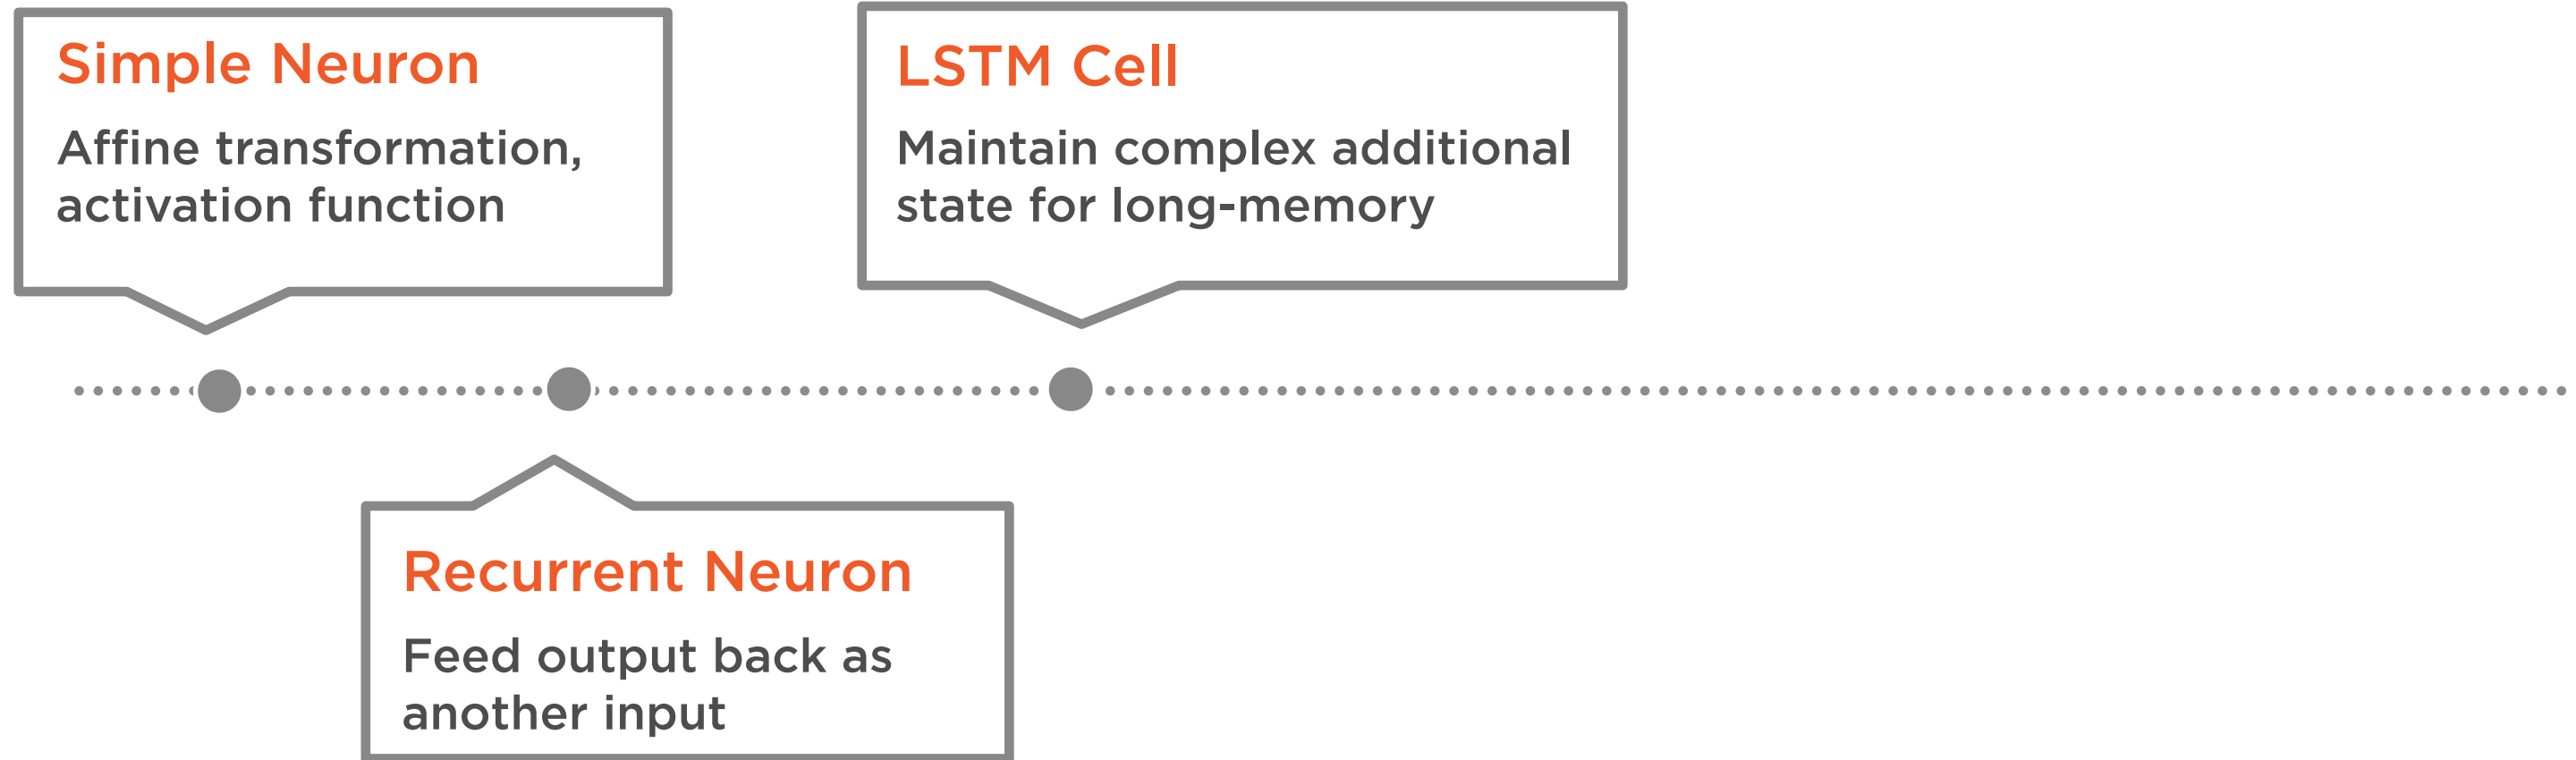 Simple Neuron
Affine transformation,
activation function
LSTM Cell
Maintain complex additional
state for long-memory
Recurrent Neuron
Feed output back as
another input